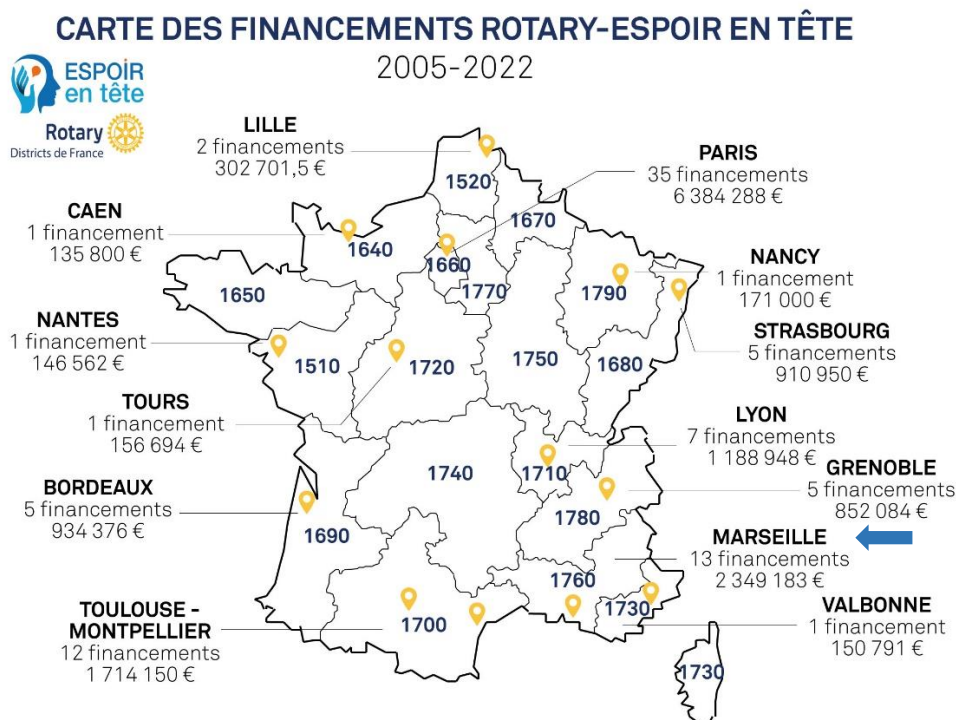 CARTE DES FINANCEMENTS ROTARY-ESPOIR EN TÊTE
2005-2022
ESPOIR
en tête
Rotary
Districts de France
LILLE
2 financements
302 701,5 €
PARIS
35 financements
6 384 288 €
CAEN
1 financement
135 800 €
NANCY
1 financement
171 000 €
NANTES
1 financement
146 562 €
STRASBOURG
5 financements
910 950 €
TOURS
1 financement
156 694 €
LYON
7 financements
1 188 948 €
GRENOBLE
5 financements
852 084 €
BORDEAUX
5 financements
934 376 €
MARSEILLE
13 financements
2 349 183 €
TOULOUSE -
MONTPELLIER
12 financements
1 714 150 €
VALBONNE
1 financement
150 791 €
1520
1670
1640
1660
1650
1770
1790
1510
1720
1750
1680
1740
1710
1780
1690
1760
1700
1730
1730